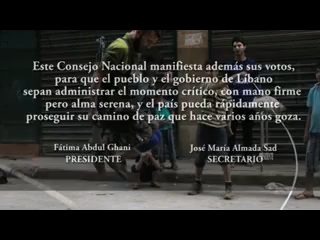 Este Consejo Nacional manifiesta además sus votos,
para que el pueblo y el gobierno de Líbano
sepan administrar el momento crítico, con mano firme
pero alma serena, y el país pueda rápidamente
proseguir su camino de paz que hace varios años goza.
Fátima Abdul Ghani
PRESIDENTE
José María Almada Sad
SECRETARIO